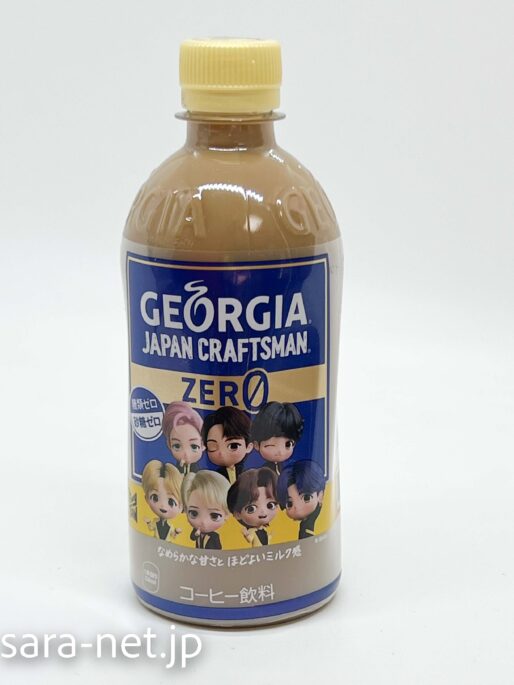 GEORGIA
GEORGIA
JAPAN CRAFTSMAN
ZERO
糖類ゼロ
砂糖ゼロ
なめらかな甘さと ほどよいミルク感
コーヒー飲料
sara-net.jp